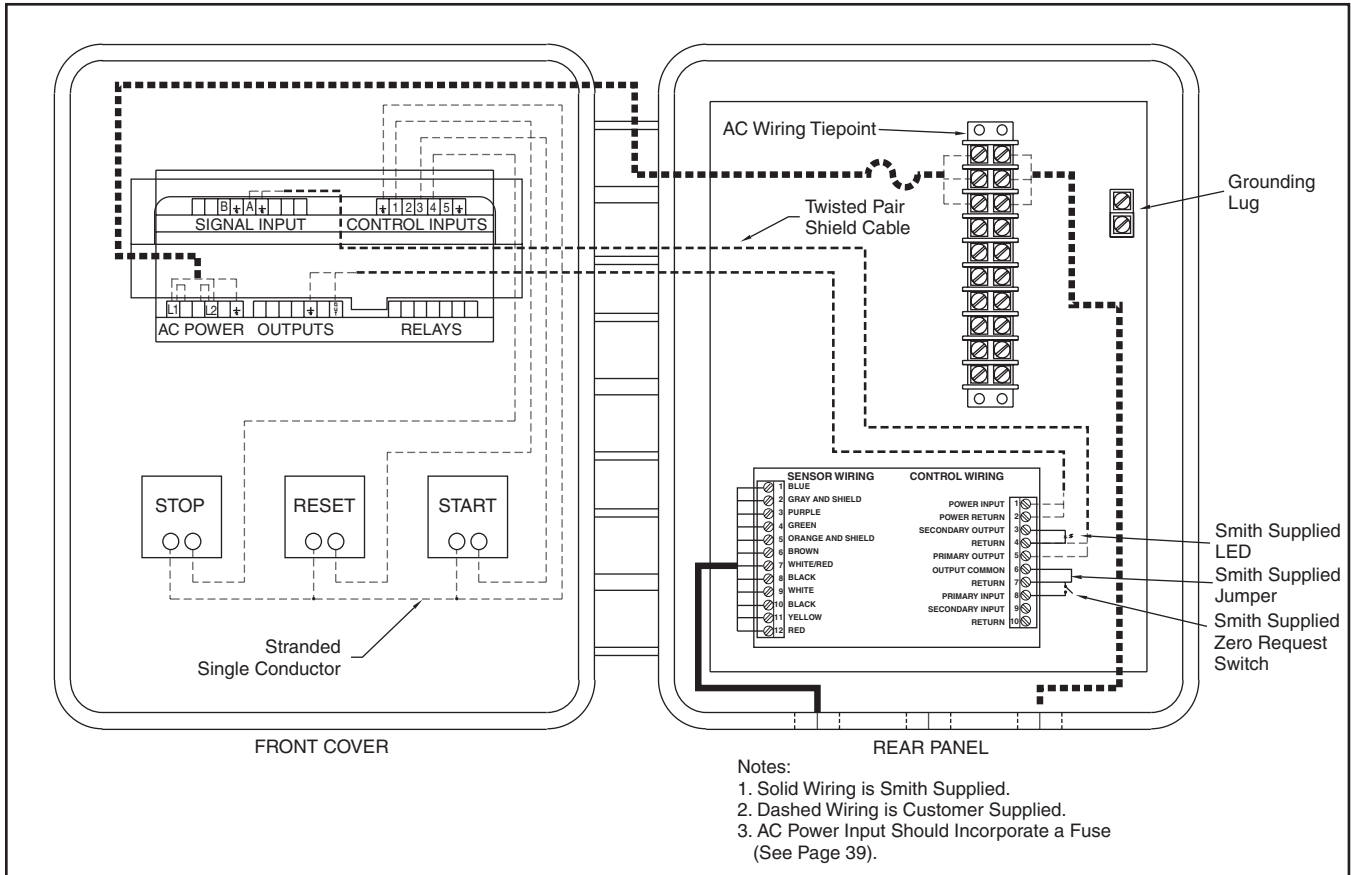 AC Wiring Tiepoint
Grounding
Lug
Twisted Pair
Shield Cable
B A
SIGNAL INPUT
1 2 3 4 5
CONTROL INPUTS
L1 L2
AC POWER OUTPUTS RELAYS
STOP
RESET
START
Stranded
Single Conductor
FRONT COVER
SENSOR WIRING
1 BLUE
2 GRAY AND SHIELD
3 PURPLE
4 GREEN
5 ORANGE AND SHIELD
6 BROWN
7 WHITE/RED
8 BLACK
9 WHITE
10 BLACK
11 YELLOW
12 RED
CONTROL WIRING
POWER INPUT 1
POWER RETURN 2
SECONDARY OUTPUT 3
RETURN 4
PRIMARY OUTPUT 5
OUTPUT COMMON 6
RETURN 7
PRIMARY INPUT 8
SECONDARY INPUT 9
RETURN 10
Smith Supplied
LED
Smith Supplied
Jumper
Smith Supplied
Zero Request
Switch
REAR PANEL
Notes:
1. Solid Wiring is Smith Supplied.
2. Dashed Wiring is Customer Supplied.
3. AC Power Input Should Incorporate a Fuse
(See Page 39).